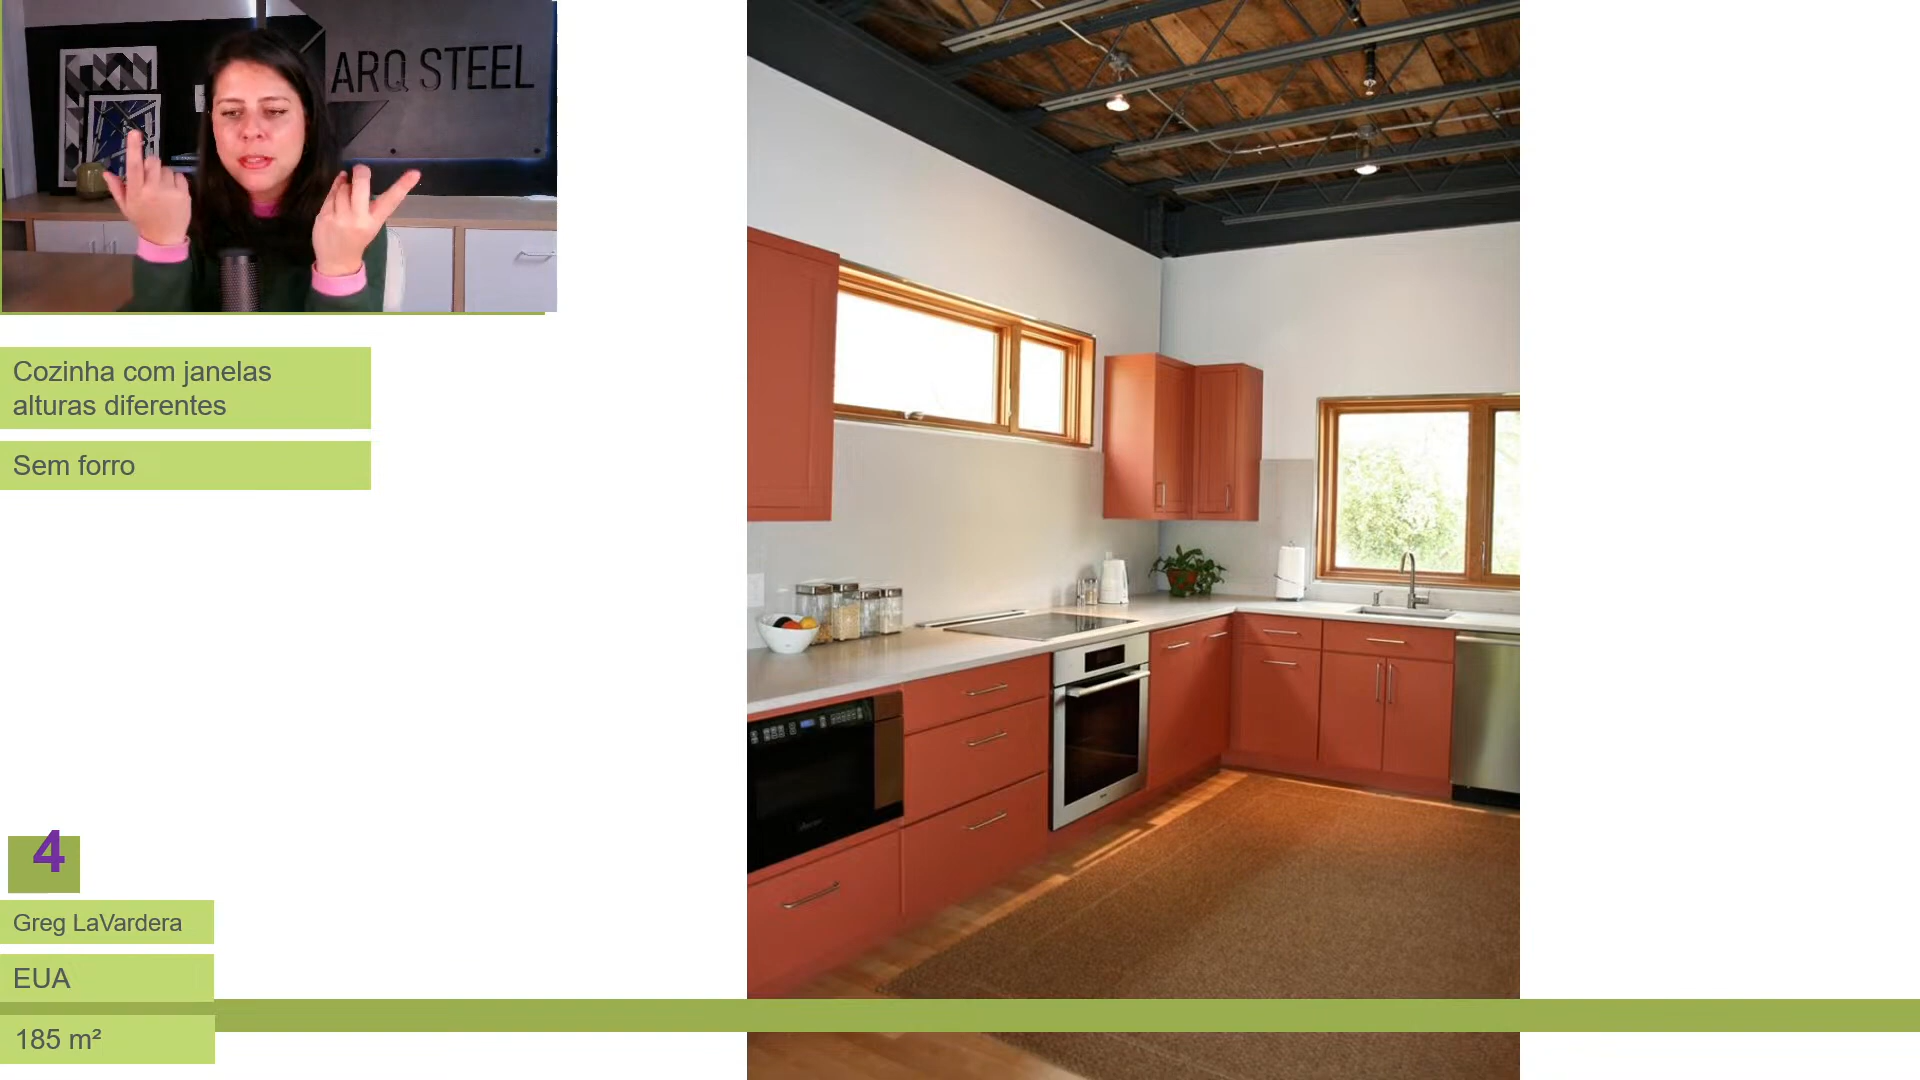 ARQ STEEL
Cozinha com janelas
alturas diferentes
Sem forro
4
Greg LaVardera
EUA
185 m²